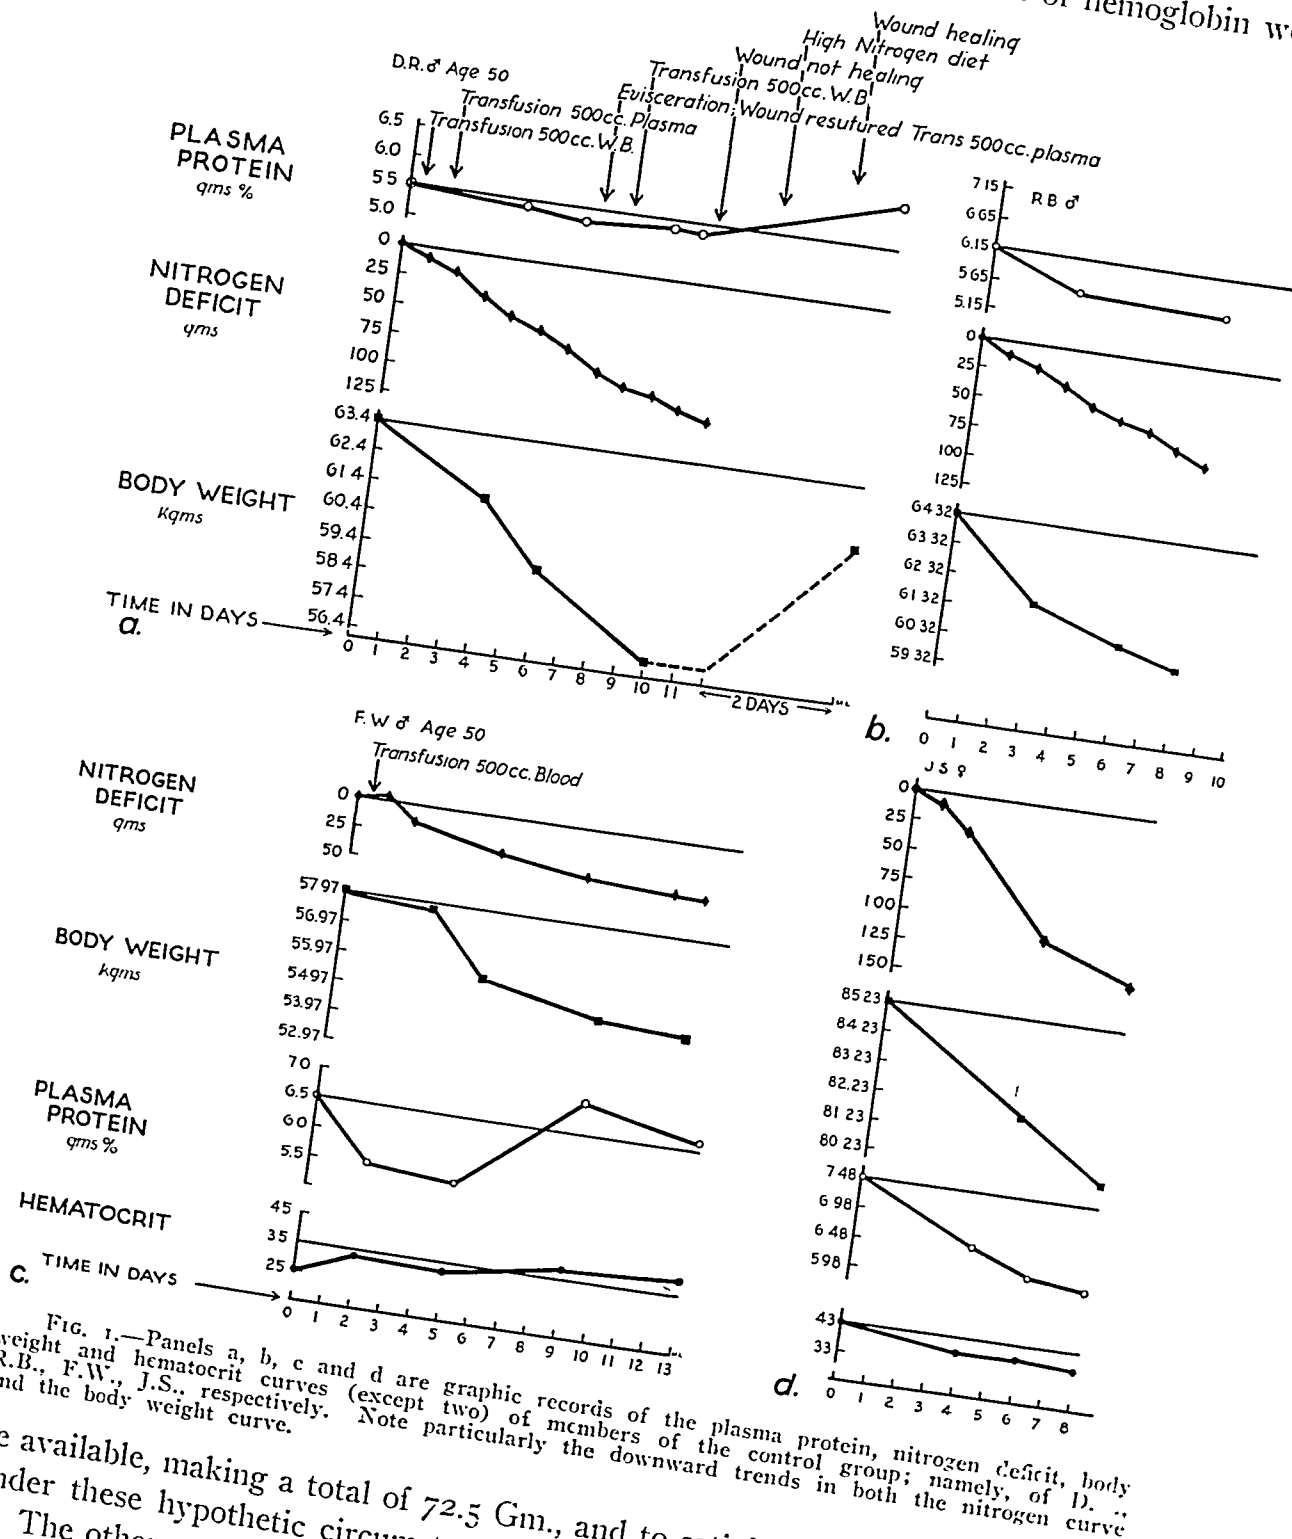 of hemoglobin
Wound healing
High Nitrogen diet
Wound not healing
Transfusion 500cc. W.B.
Evisceration; Wound resutured Trans 500cc. plasma
D.R. ♂ Age 50
Transfusion 500cc. Plasma
Transfusion 500cc. W.B.
PLASMA
PROTEIN
gms %
6.5
6.0
5 5
5.0
NITROGEN
DEFICIT
gms
0
25
50
75
100
125
BODY WEIGHT
Kgms
63.4
62.4
61 4
60.4
59.4
58 4
57 4
56.4
TIME IN DAYS
a.
0 1 2 3 4 5 6 7 8 9 10 11
2 DAYS
R B ♂
7 15
6 65
6.15
5 65
5.15
0
25
50
75
100
125
64 32
63 32
62 32
61 32
60 32
59 32
b.
0 1 2 3 4 5 6 7 8 9 10
F. W ♂ Age 50
Transfusion 500cc. Blood
NITROGEN
DEFICIT
gms
0
25
50
BODY WEIGHT
kgms
57 97
56.97
55.97
54 97
53.97
52.97
PLASMA
PROTEIN
gms %
7 0
6.5
6 0
5.5
HEMATOCRIT
45
35
25
TIME IN DAYS
c.
0 1 2 3 4 5 6 7 8 9 10 11 12 13
J S ♀
0
25
50
75
100
125
150
85 23
84 23
83 23
82.23
81 23
80 23
7 48
6 98
6 48
5 98
43
33
d.
0 1 2 3 4 5 6 7 8
FIG. 1.—Panels a, b, c and d are graphic records of the plasma protein, nitrogen deficit, body
weight and hematocrit curves (except two) of members of the control group; namely, of D.
R.B., F.W., J.S., respectively. Note particularly the downward trends in both the nitrogen curve
and the body weight curve.
available, making a total of 72.5 Gm., and to
under these hypothetic
The other